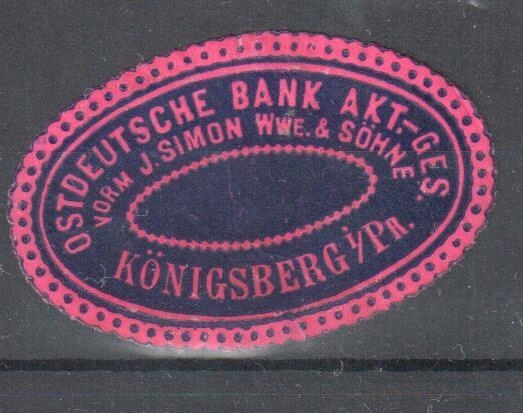 OSTDEUTSCHE BANK AKT.-GES.
VORM J. SIMON WWE. & SÖHNE
KÖNIGSBERG i/PR.